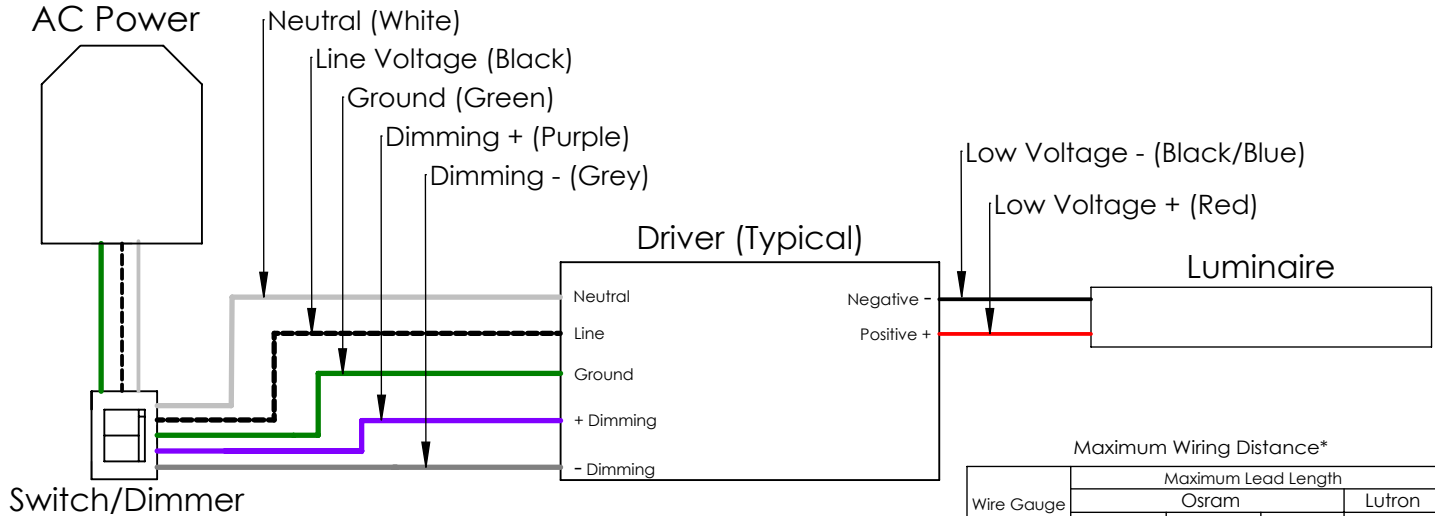 AC Power
Neutral (White)
Line Voltage (Black)
Ground (Green)
Dimming + (Purple)
Dimming - (Grey)
Low Voltage - (Black/Blue)
Low Voltage + (Red)
Driver (Typical)
Luminaire
Neutral
Negative -
Line
Positive +
Ground
+ Dimming
- Dimming
Switch/Dimmer
Maximum Wiring Distance*
Maximum Lead Length
Wire Gauge
Osram
Lutron